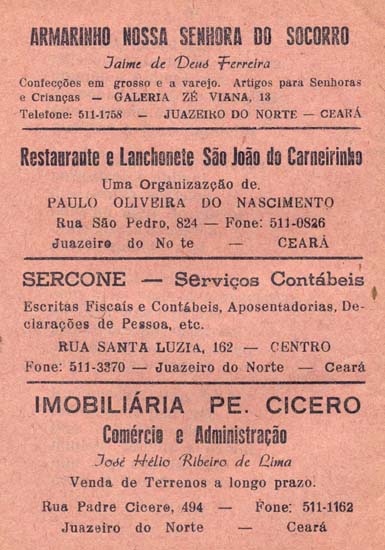 ARMARINHO NOSSA SENHORA DO SOCORRO
Jaime de Deus Ferreira
Confecções em grosso e a varejo. Artigos para Senhoras
e Crianças — GALERIA ZÉ VIANA, 13
Telefone: 511-1758 — JUAZEIRO DO NORTE — CEARÁ
Restaurante e Lanchonete São João do Carneirinho
Uma Organizazção de.
PAULO OLIVEIRA DO NASCIMENTO
Rua São Pedro, 824 — Fone: 511-0826
Juazeiro do No te — CEARÁ
SERCONE — Serviços Contábeis
Escritas Fiscais e Contábeis, Aposentadorias, De-
clarações de Pessoa, etc.
RUA SANTA LUZIA, 162 — CENTRO
Fone: 511-3370 — Juazeiro do Norte — Ceará
IMOBILIÁRIA PE. CICERO
Comércio e Administração
José Hélio Ribeiro de Lima
Venda de Terrenos a longo prazo.
Rua Padre Cicero, 494 — Fone: 511-1162
Juazeiro do Norte — Ceará